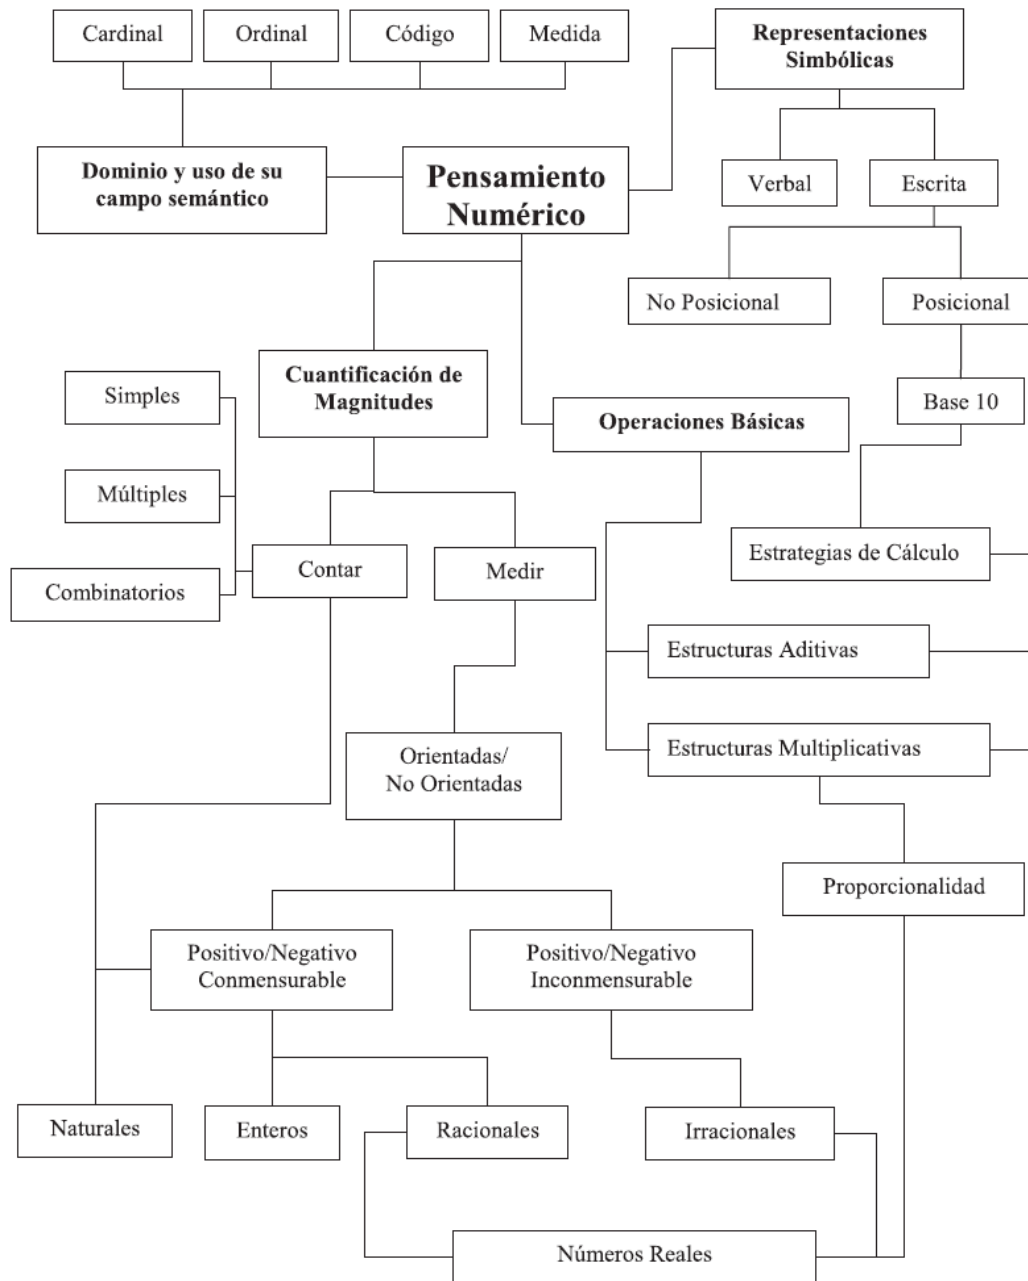 Cardinal
Ordinal
Código
Medida
Representaciones
Simbólicas
Dominio y uso de su
campo semántico
Pensamiento
Numérico
Verbal
Escrita
No Posicional
Posicional
Cuantificación de
Magnitudes
Simples
Base 10
Operaciones Básicas
Múltiples
Contar
Medir
Estrategias de Cálculo
Combinatorios
Estructuras Aditivas
Orientadas/
No Orientadas
Estructuras Multiplicativas
Proporcionalidad
Positivo/Negativo
Conmensurable
Positivo/Negativo
Inconmensurable
Naturales
Enteros
Racionales
Irracionales
Números Reales